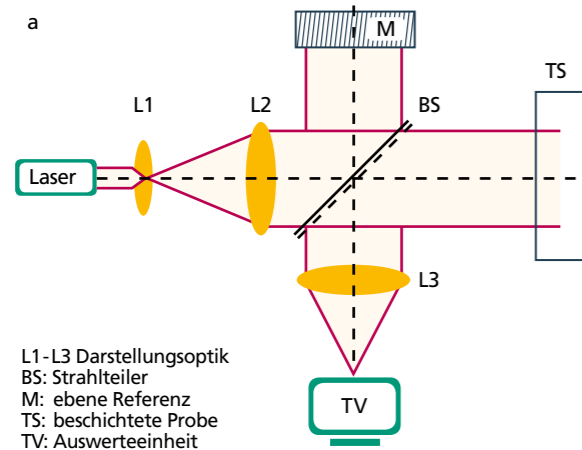 a
M
TS
L1
L2
BS
Laser
L3
TV
L1-L3 Darstellungsoptik
BS: Strahlteiler
M: ebene Referenz
TS: beschichtete Probe
TV: Auswerteeinheit